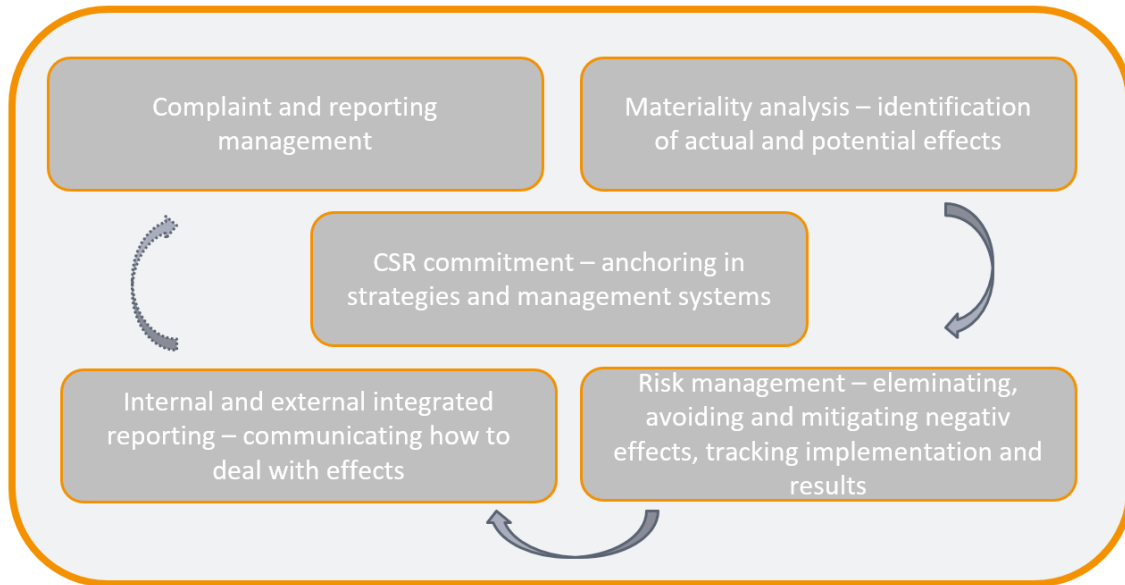 Complaint and reporting
management
Materiality analysis – identification
of actual and potential effects
CSR commitment – anchoring in
strategies and management systems
Internal and external integrated
reporting – communicating how to
deal with effects
Risk management – eleminating,
avoiding and mitigating negativ
effects, tracking implementation and
results